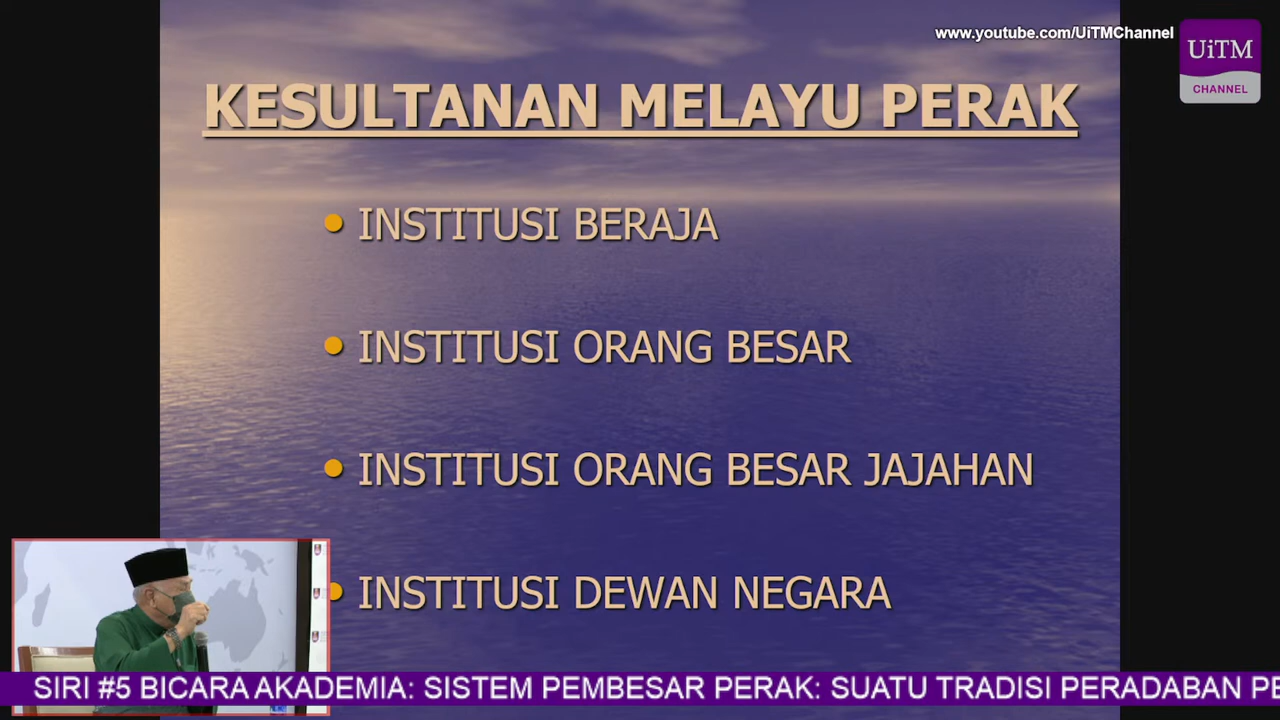 www.youtube.com/UiTMChannel
UiTM
CHANNEL
KESULTANAN MELAYU PERAK
INSTITUSI BERAJA
INSTITUSI ORANG BESAR
INSTITUSI ORANG BESAR JAJAHAN
INSTITUSI DEWAN NEGARA
SIRI #5 BICARA AKADEMIA: SISTEM PEMBESAR PERAK: SUATU TRADISI PERADABAN PE